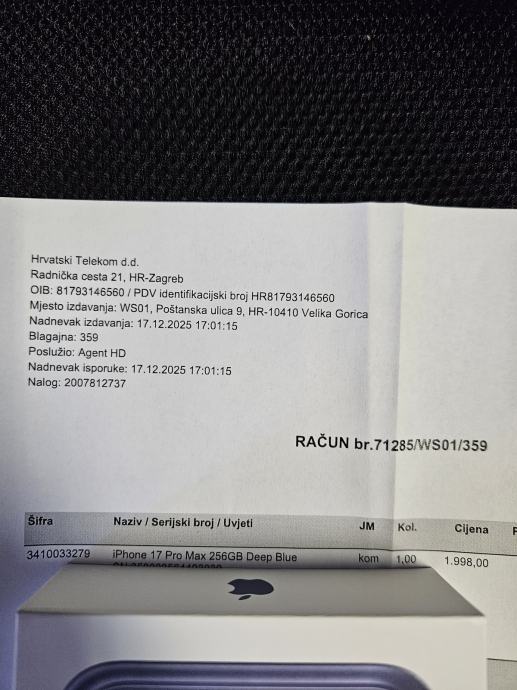 Hrvatski Telekom d.d.
Radnička cesta 21, HR-Zagreb
OIB: 81793146560 / PDV identifikacijski broj HR81793146560
Mjesto izdavanja: WS01, Poštanska ulica 9, HR-10410 Velika Gorica
Nadnevak izdavanja: 17.12.2025 17:01:15
Blagajna: 359
Poslužio: Agent HD
Nadnevak isporuke: 17.12.2025 17:01:15
Nalog: 2007812737
RAČUN br.71285/WS01/359
Šifra Naziv / Serijski broj / Uvjeti JM Kol. Cijena
3410033279 iPhone 17 Pro Max 256GB Deep Blue kom 1,00 1.998,00